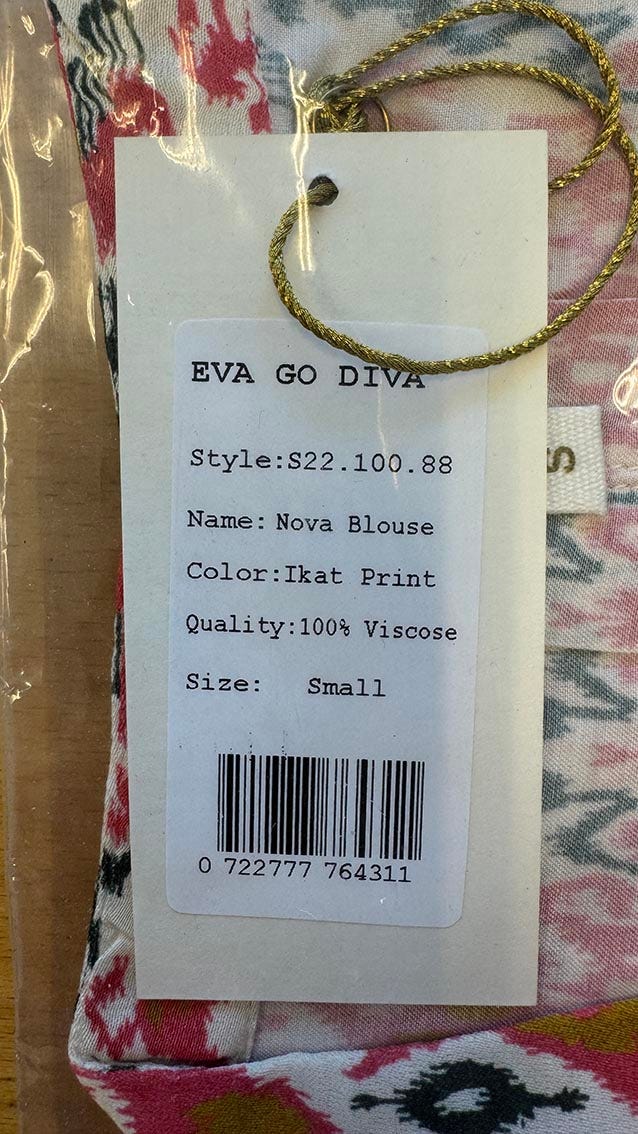 EVA GO DIVA
Style:S22.100.88
Name: Nova Blouse
Color:Ikat Print
Quality:100% Viscose
Size: Small
0 722777 764311
S